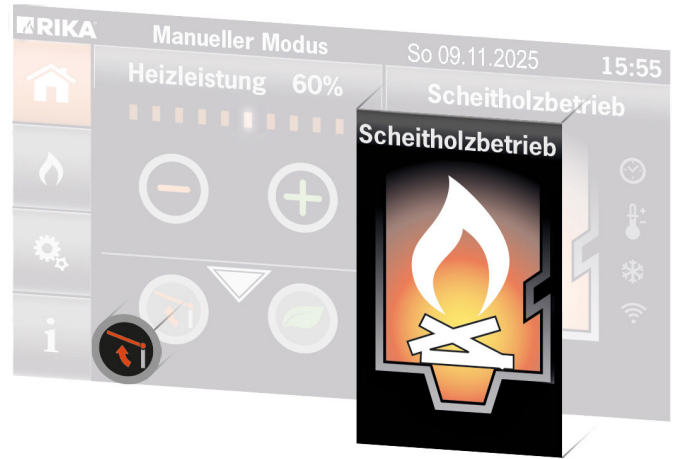 RIKA
Manueller Modus
So 09.11.2025
15:55
Heizleistung 60%
Scheitholzbetrieb
Scheitholzbetrieb
i